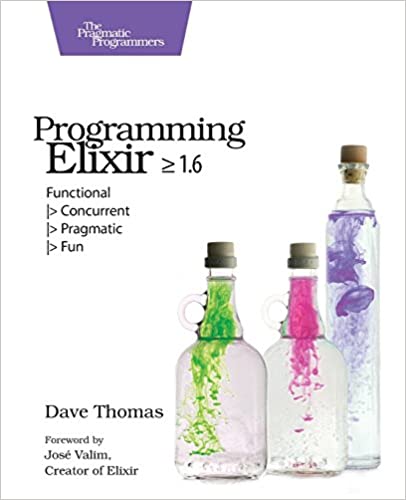 The
Pragmatic
Programmers
Programming
Elixir ≥ 1.6
Functional
|> Concurrent
|> Pragmatic
|> Fun
Dave Thomas
Foreword by
José Valim,
Creator of Elixir